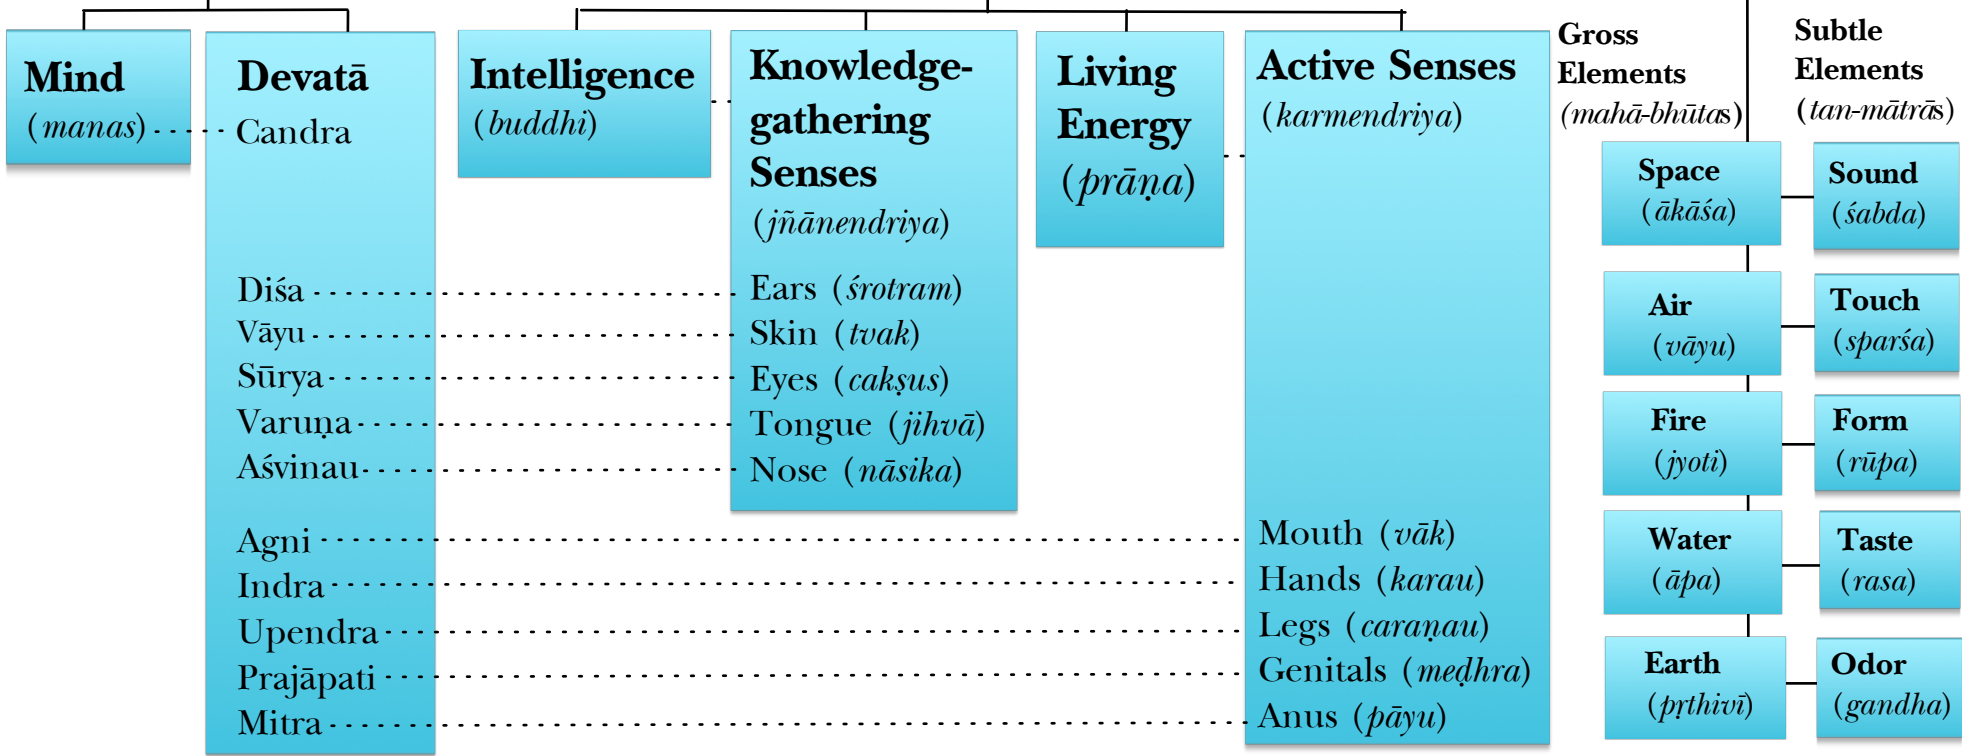 Mind
(manas)
Devatā
Candra
Diśa
Vāyu
Sūrya
Varuṇa
Aśvinau
Agni
Indra
Upendra
Prajāpati
Mitra
Intelligence
(buddhi)
Knowledge-
gathering
Senses
(jñānendriya)
Ears (śrotram)
Skin (tvak)
Eyes (cakṣus)
Tongue (jihvā)
Nose (nāsika)
Living
Energy
(prāṇa)
Active Senses
(karmendriya)
Mouth (vāk)
Hands (karau)
Legs (caraṇau)
Genitals (meḍhra)
Anus (pāyu)
Gross
Elements
(mahā-bhūtas)
Space
(ākāśa)
Air
(vāyu)
Fire
(jyoti)
Water
(āpa)
Earth
(pṛthivī)
Subtle
Elements
(tan-mātrās)
Sound
(śabda)
Touch
(sparśa)
Form
(rūpa)
Taste
(rasa)
Odor
(gandha)